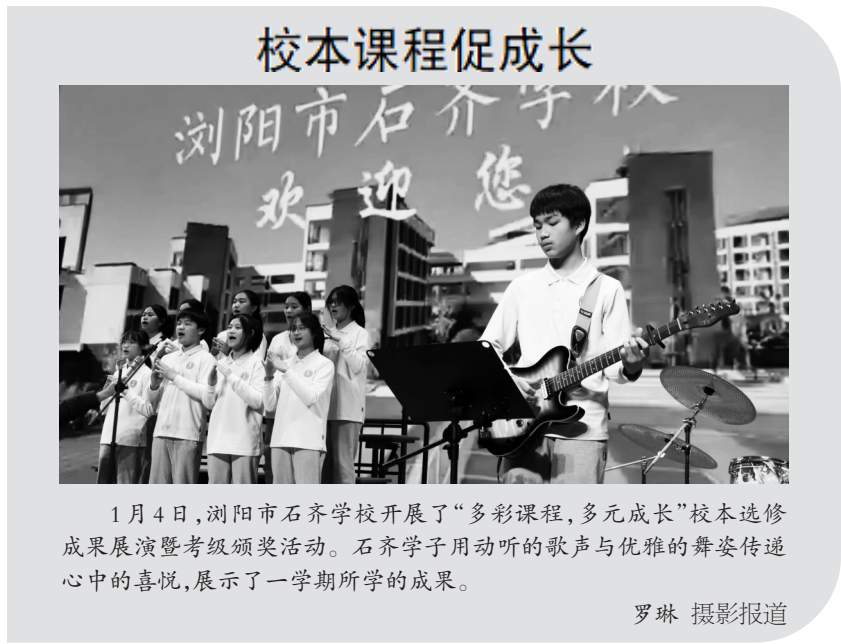 校本课程促成长
浏阳市石齐学校
欢迎您
1月4日,浏阳市石齐学校开展了“多彩课程,多元成长”校本选修
成果展演暨考级颁奖活动。石齐学子用动听的歌声与优雅的舞姿传递
心中的喜悦,展示了一学期所学的成果。
罗琳 摄影报道